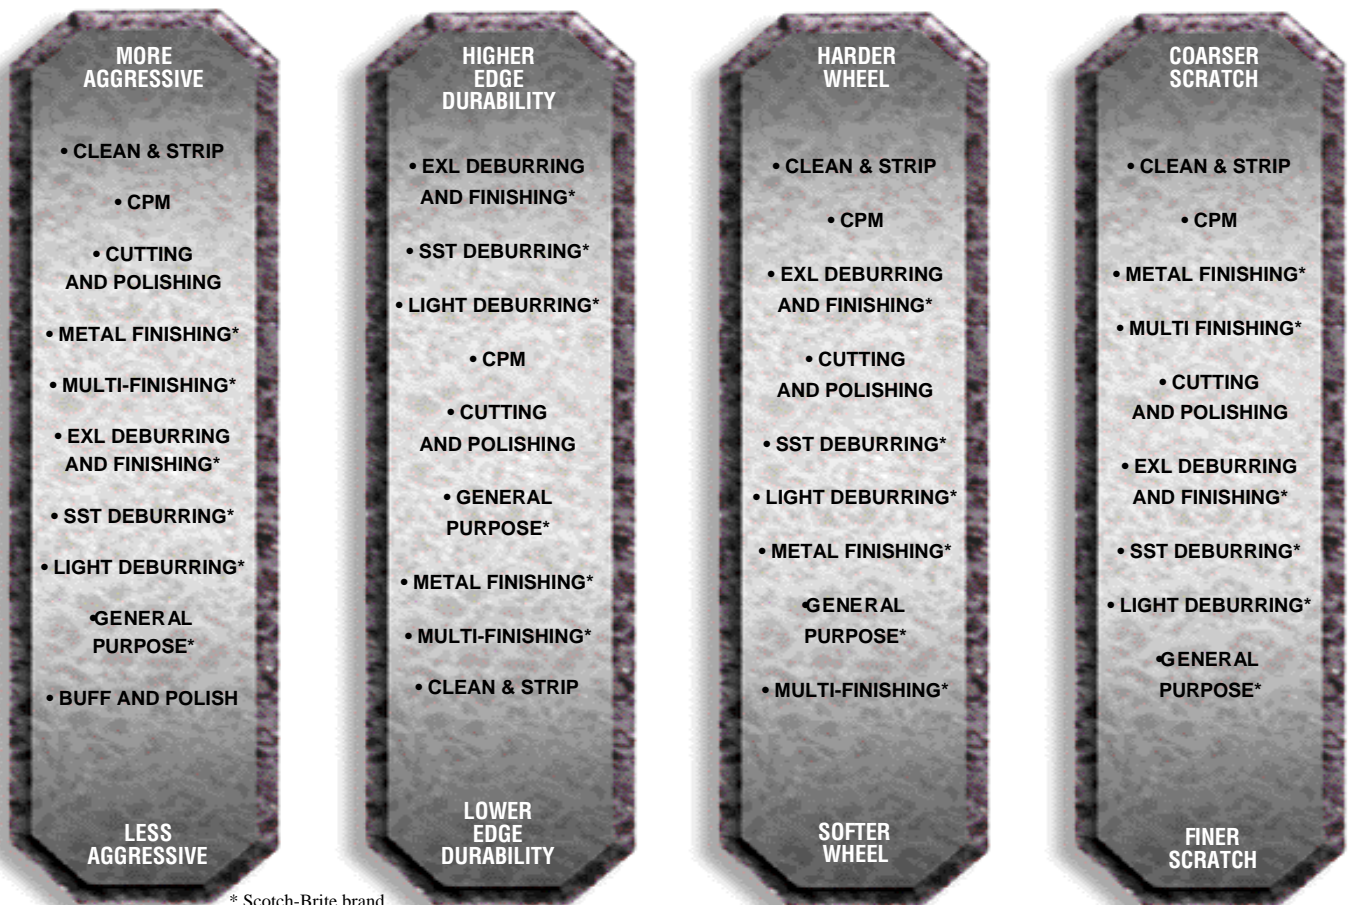 MORE
AGGRESSIVE
• CLEAN & STRIP
• CPM
• CUTTING
AND POLISHING
• METAL FINISHING*
• MULTI-FINISHING*
• EXL DEBURRING
AND FINISHING*
• SST DEBURRING*
• LIGHT DEBURRING*
•GENERAL
PURPOSE*
• BUFF AND POLISH
LESS
AGGRESSIVE
HIGHER
EDGE
DURABILITY
• EXL DEBURRING
AND FINISHING*
• SST DEBURRING*
• LIGHT DEBURRING*
• CPM
• CUTTING
AND POLISHING
• GENERAL
PURPOSE*
• METAL FINISHING*
• MULTI-FINISHING*
• CLEAN & STRIP
LOWER
EDGE
DURABILITY
HARDER
WHEEL
• CLEAN & STRIP
• CPM
• EXL DEBURRING
AND FINISHING*
• CUTTING
AND POLISHING
• SST DEBURRING*
• LIGHT DEBURRING*
• METAL FINISHING*
•GENERAL
PURPOSE*
• MULTI-FINISHING*
SOFTER
WHEEL
COARSER
SCRATCH
• CLEAN & STRIP
• CPM
• METAL FINISHING*
• MULTI FINISHING*
• CUTTING
AND POLISHING
• EXL DEBURRING
AND FINISHING*
• SST DEBURRING*
• LIGHT DEBURRING*
•GENERAL
PURPOSE*
FINER
SCRATCH
* Scotch-Brite brand